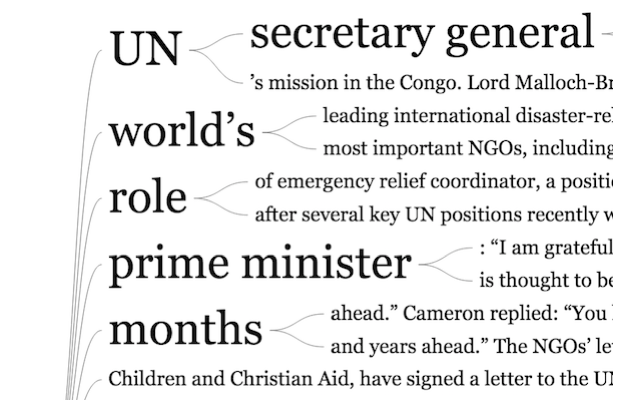 UN
secretary general
’s mission in the Congo. Lord Malloch-Br
world’s
leading international disaster-rel
most important NGOs, including
role
of emergency relief coordinator, a positi
after several key UN positions recently w
prime minister
: “I am grateful
is thought to be
months
ahead.” Cameron replied: “You
and years ahead.” The NGOs’ le
Children and Christian Aid, have signed a letter to the UN